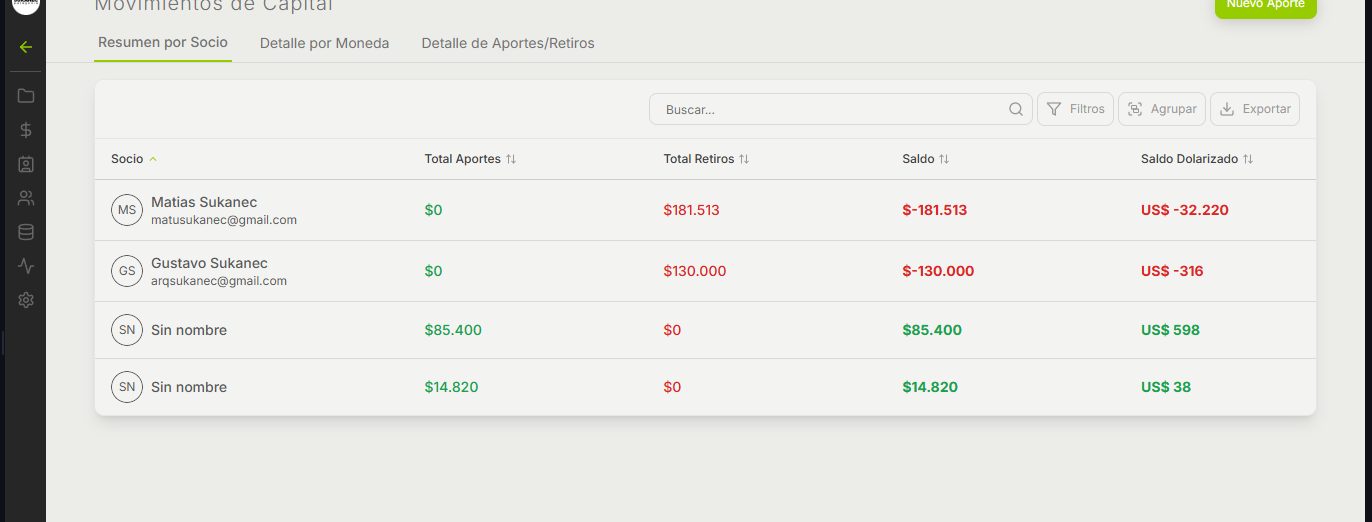 Movimientos de Capital
Nuevo Aporte
Resumen por Socio Detalle por Moneda Detalle de Aportes/Retiros
Buscar... Filtros Agrupar Exportar
Socio Total Aportes Total Retiros Saldo Saldo Dolarizado
MS Matias Sukanec $0 $181.513 $-181.513 US$ -32.220
matusukanec@gmail.com
GS Gustavo Sukanec $0 $130.000 $-130.000 US$ -316
arqsukanec@gmail.com
SN Sin nombre $85.400 $0 $85.400 US$ 598
SN Sin nombre $14.820 $0 $14.820 US$ 38